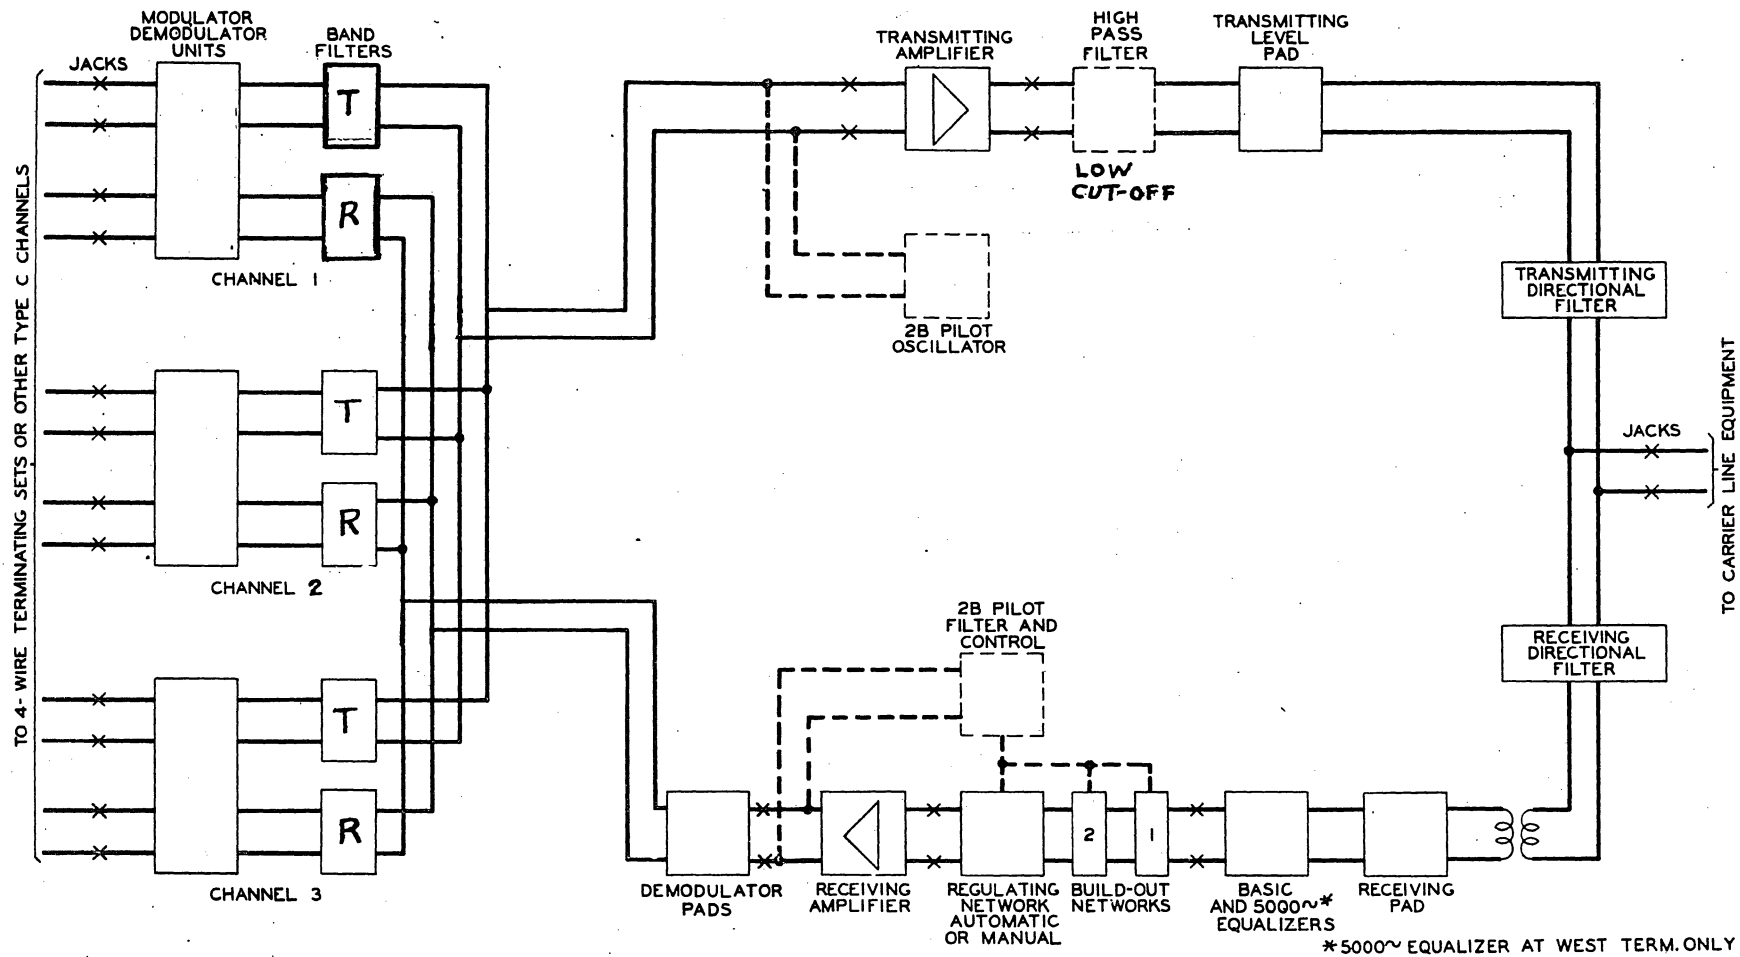 MODULATOR
DEMODULATOR
UNITS
BAND
FILTERS
JACKS
T
R
CHANNEL 1
T
R
CHANNEL 2
T
R
CHANNEL 3
TO 4-WIRE TERMINATING SETS OR OTHER TYPE C CHANNELS
TRANSMITTING
AMPLIFIER
HIGH
PASS
FILTER
LOW
CUT-OFF
TRANSMITTING
LEVEL
PAD
2B PILOT
OSCILLATOR
TRANSMITTING
DIRECTIONAL
FILTER
JACKS
TO CARRIER LINE EQUIPMENT
RECEIVING
DIRECTIONAL
FILTER
2B PILOT
FILTER AND
CONTROL
2
1
DEMODULATOR
PADS
RECEIVING
AMPLIFIER
REGULATING
NETWORK
AUTOMATIC
OR MANUAL
BUILD-OUT
NETWORKS
BASIC
AND 5000~*
EQUALIZERS
RECEIVING
PAD
*5000~ EQUALIZER AT WEST TERM. ONLY